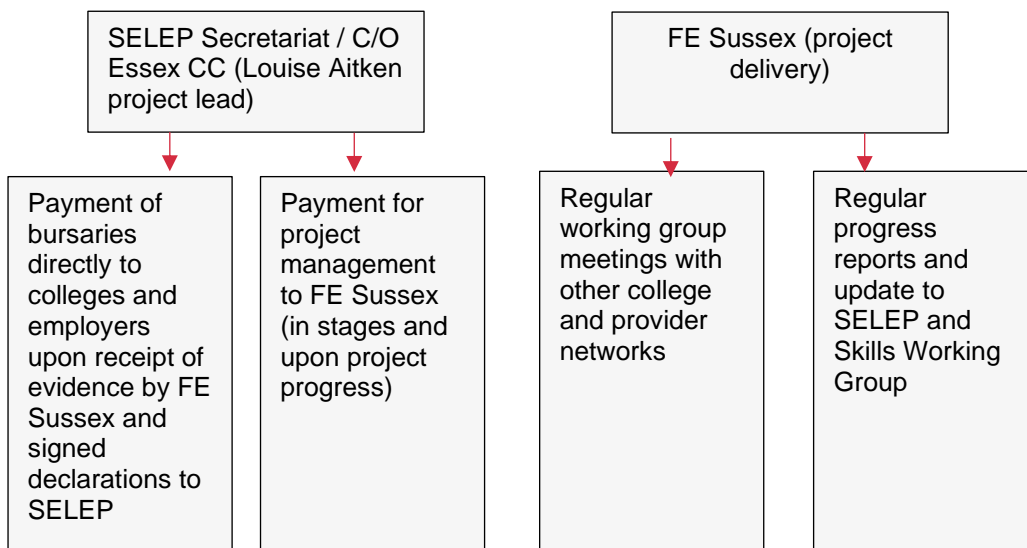 SELEP Secretariat / C/O
Essex CC (Louise Aitken
project lead)
FE Sussex (project
delivery)
Payment of
bursaries
directly to
colleges and
employers
upon receipt of
evidence by FE
Sussex and
signed
declarations to
SELEP
Payment for
project
management
to FE Sussex
(in stages and
upon project
progress)
Regular
working group
meetings with
other college
and provider
networks
Regular
progress
reports and
update to
SELEP and
Skills Working
Group